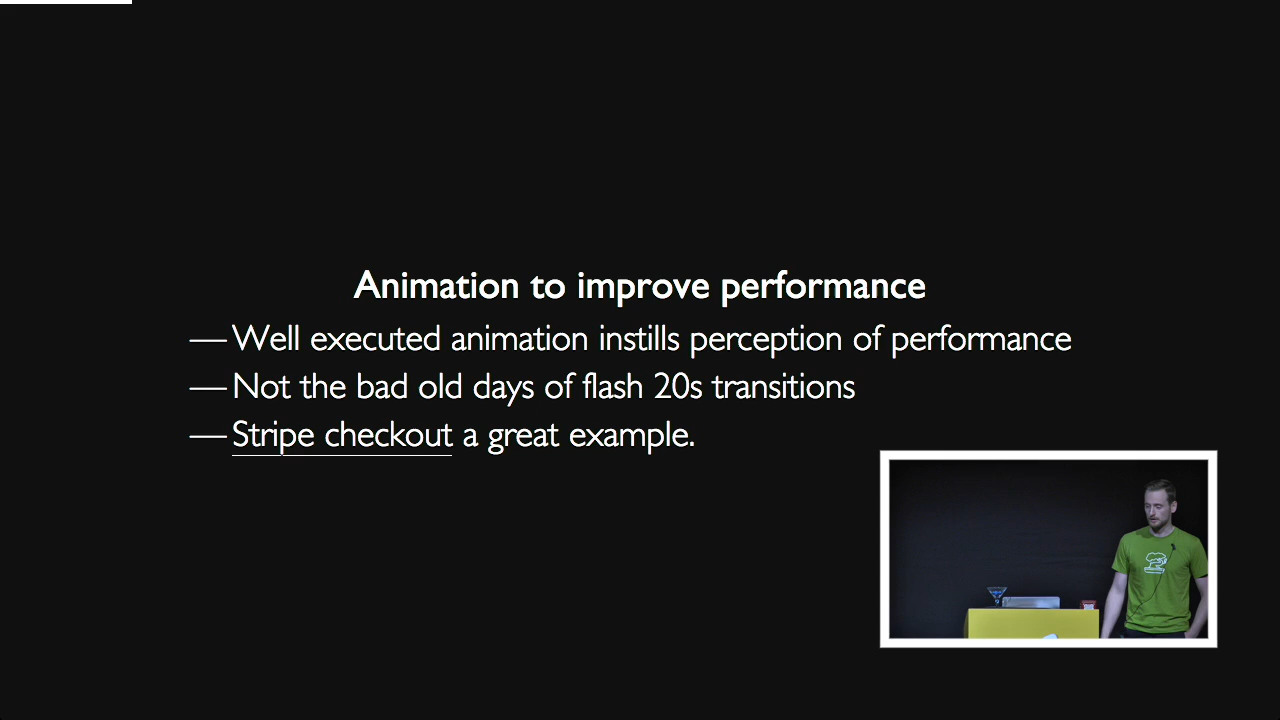 Animation to improve performance
— Well executed animation instills perception of performance
— Not the bad old days of flash 20s transitions
— Stripe checkout a great example.